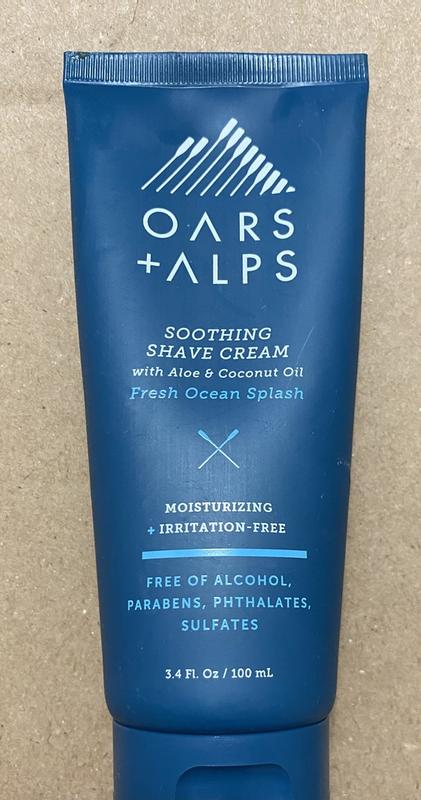 OARS
+ALPS
SOOTHING
SHAVE CREAM
with Aloe & Coconut Oil
Fresh Ocean Splash
MOISTURIZING
+ IRRITATION-FREE
FREE OF ALCOHOL,
PARABENS, PHTHALATES,
SULFATES
3.4 Fl. Oz / 100 mL